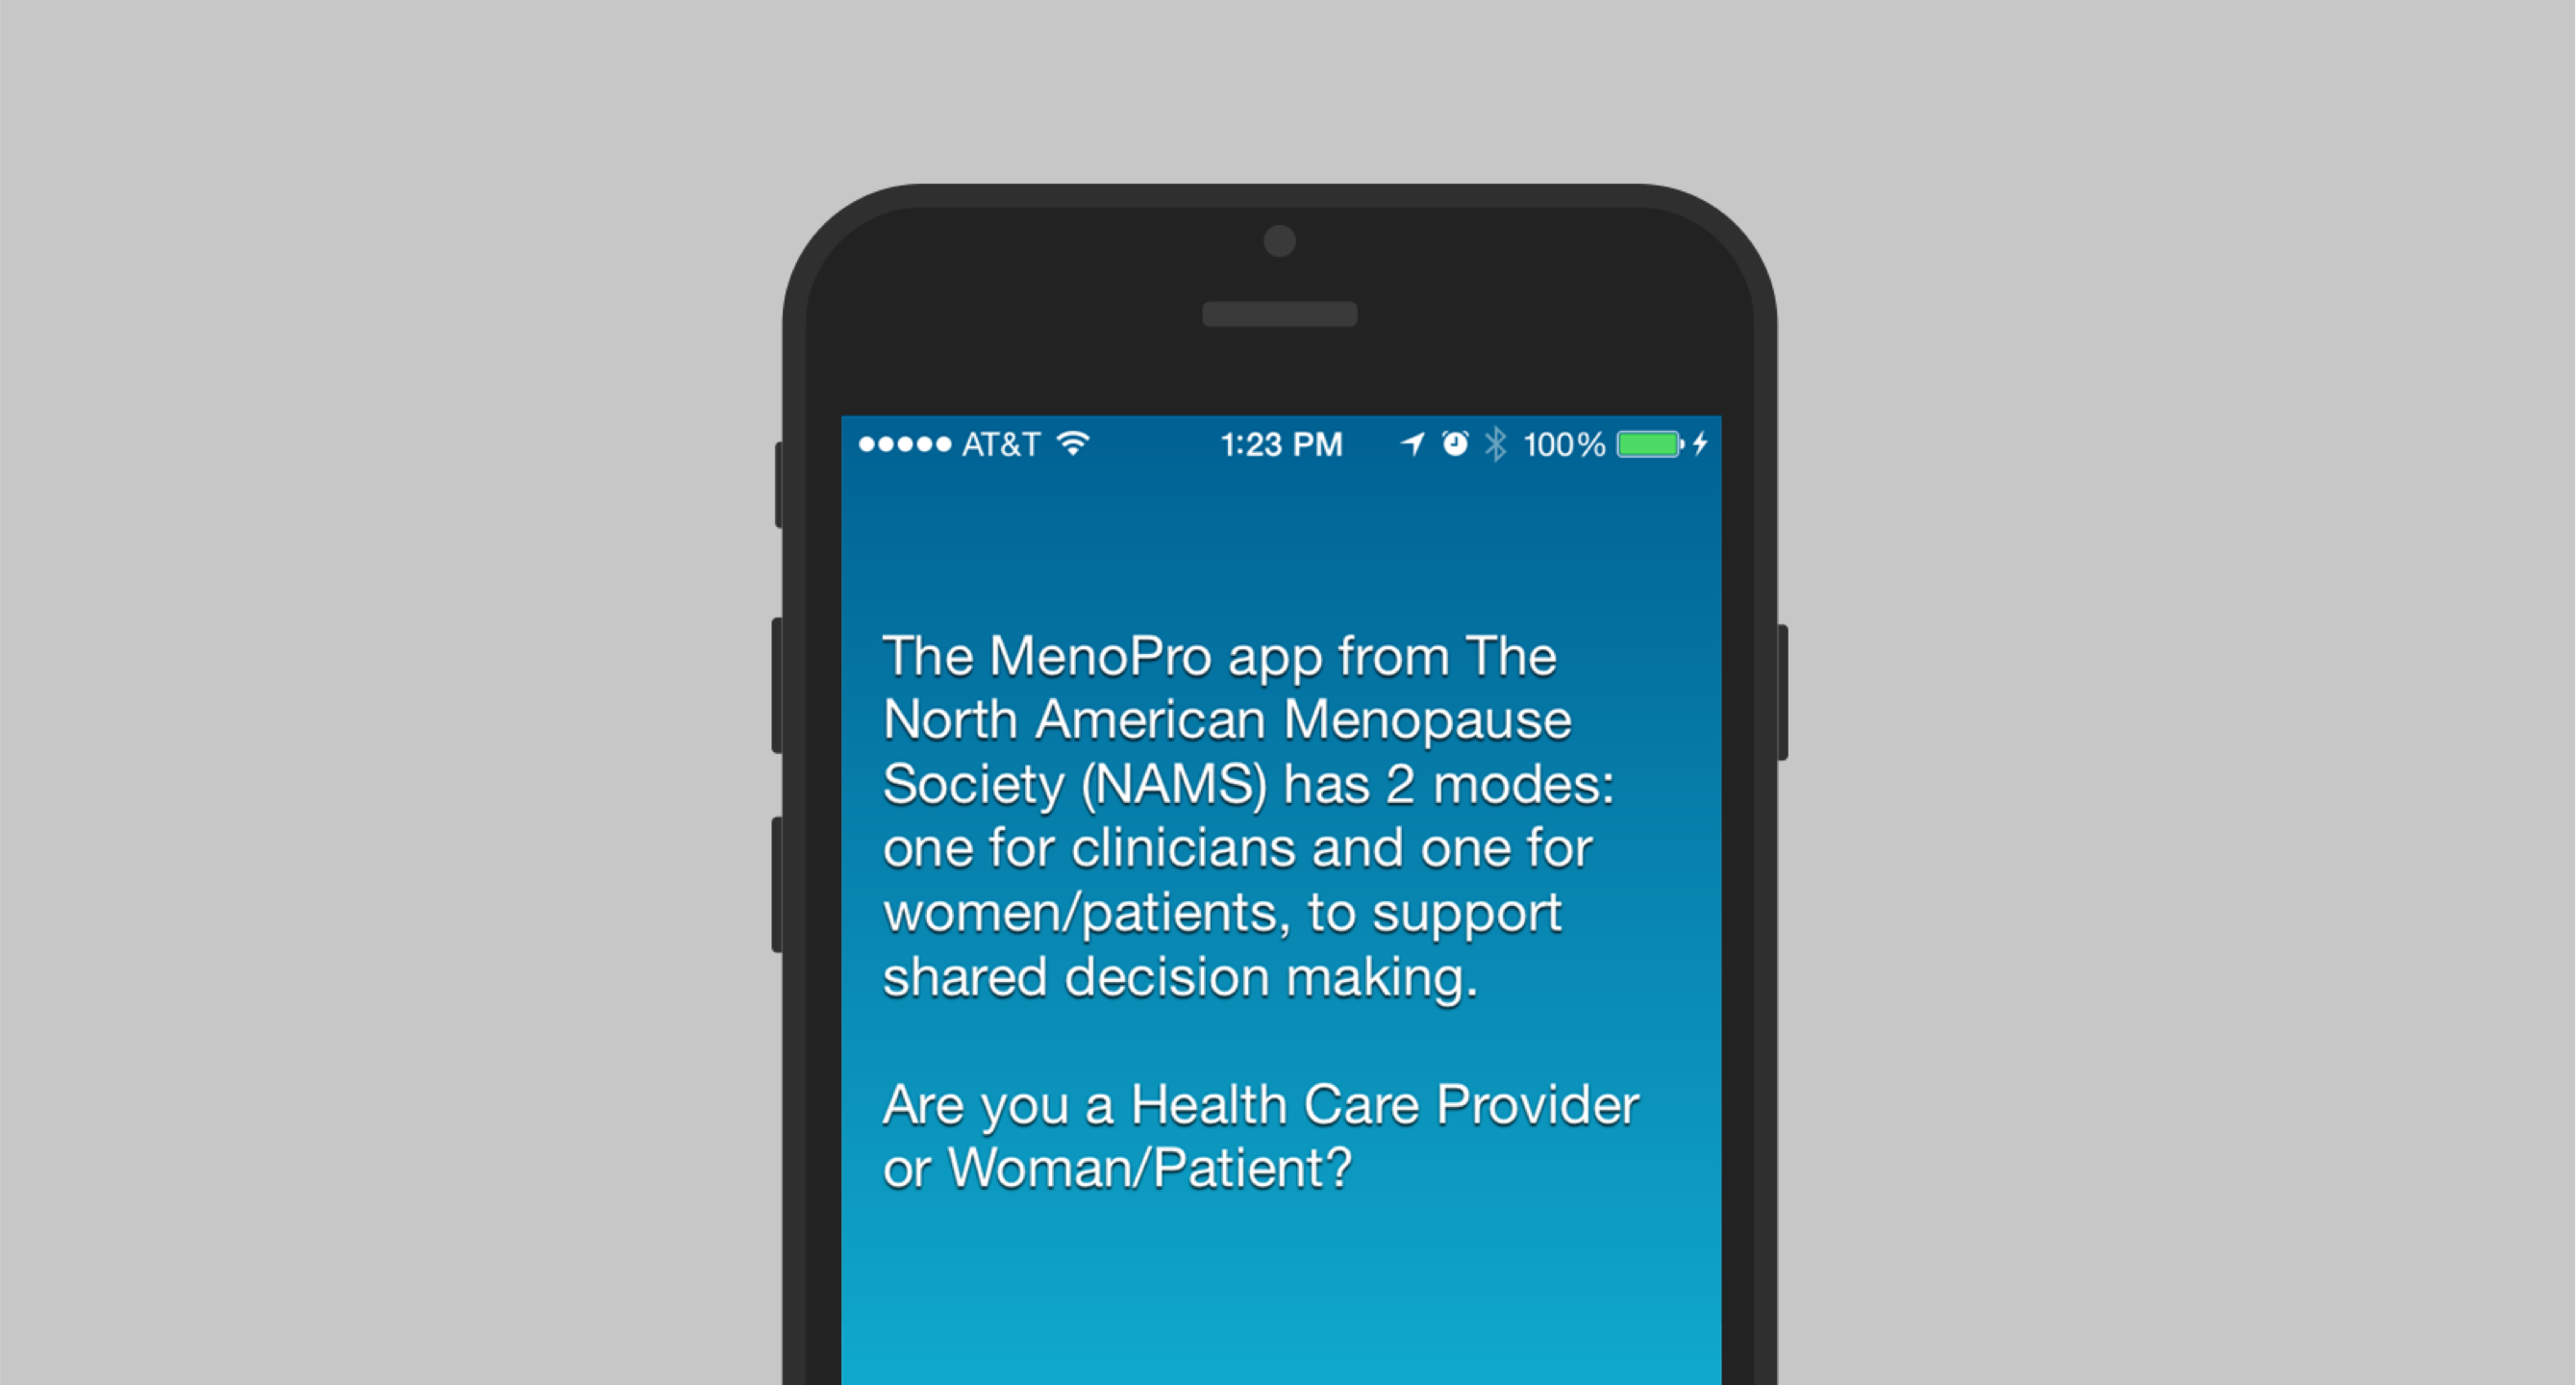 AT&T 1:23 PM 100%
The MenoPro app from The
North American Menopause
Society (NAMS) has 2 modes:
one for clinicians and one for
women/patients, to support
shared decision making.
Are you a Health Care Provider
or Woman/Patient?